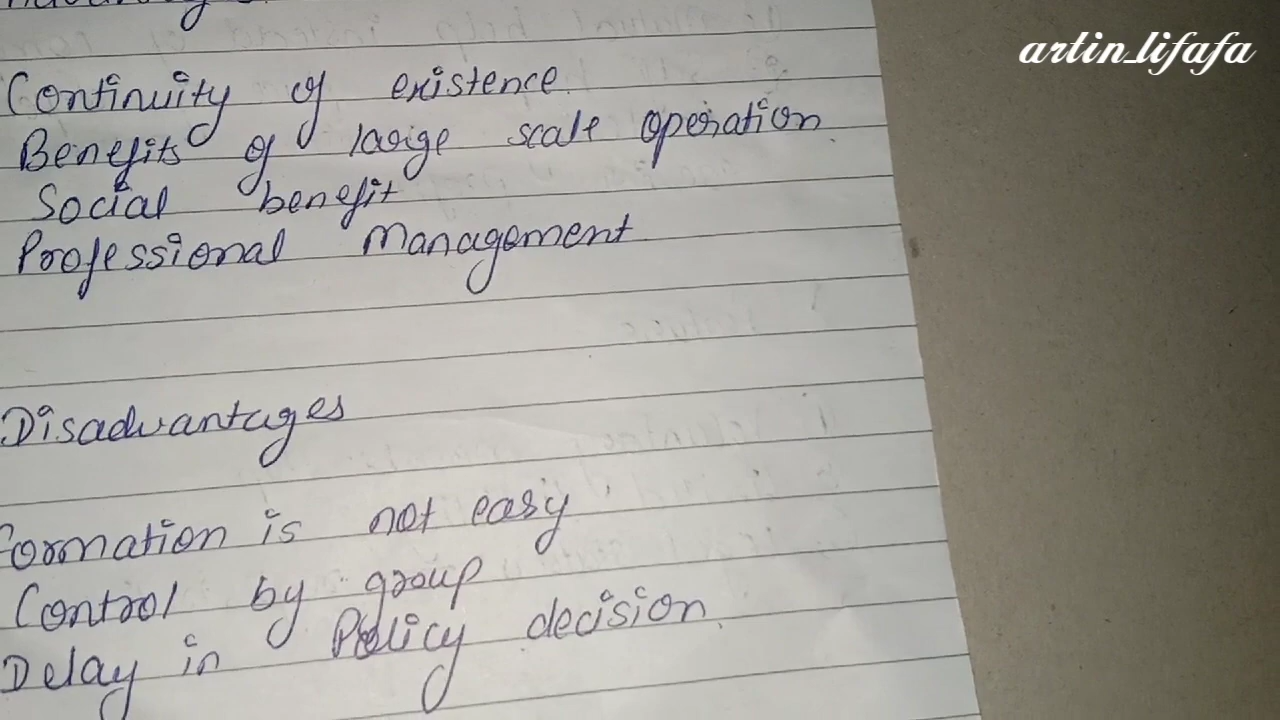 artin_lifafa
Continuity of existence.
Benefits of large scale operation.
Social benefit
Professional management
Disadvantages
Formation is not easy
Control by group
Delay in Policy decision.